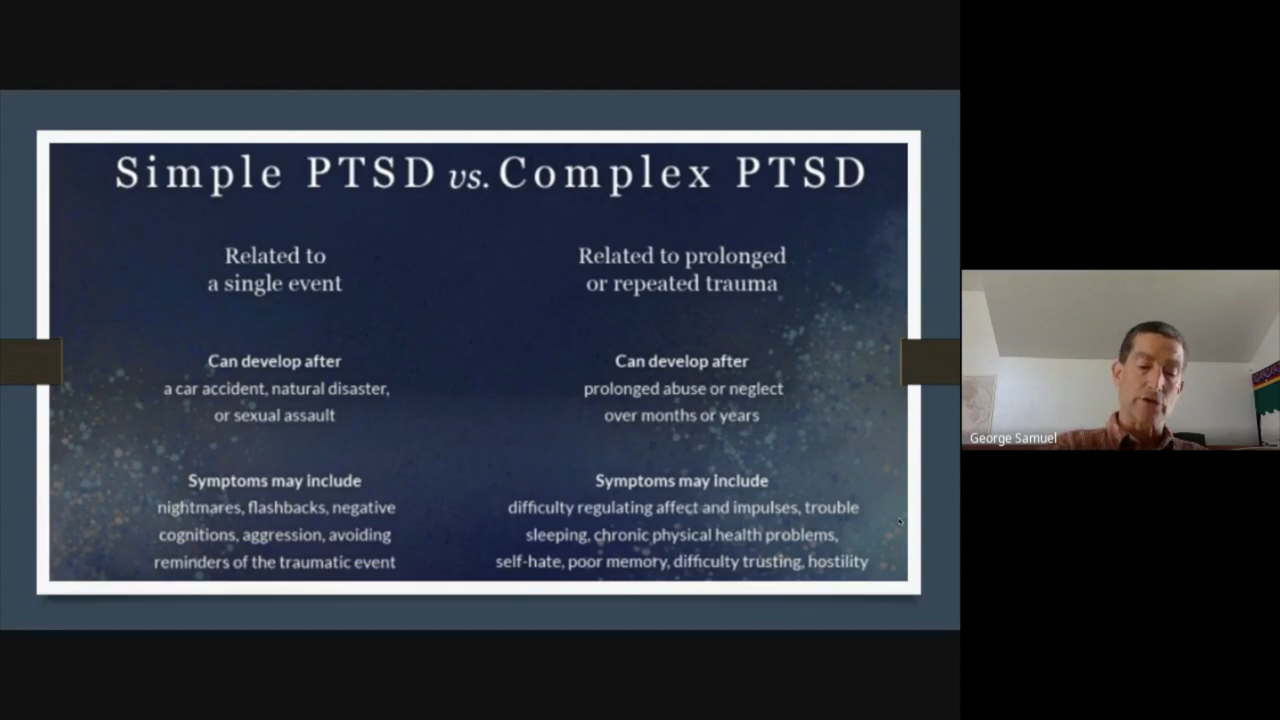 Simple PTSD vs. Complex PTSD
Related to
a single event
Can develop after
a car accident, natural disaster,
or sexual assault
Symptoms may include
nightmares, flashbacks, negative
cognitions, aggression, avoiding
reminders of the traumatic event
Related to prolonged
or repeated trauma
Can develop after
prolonged abuse or neglect
over months or years
Symptoms may include
difficulty regulating affect and impulses, trouble
sleeping, chronic physical health problems,
self-hate, poor memory, difficulty trusting, hostility
George Samuel